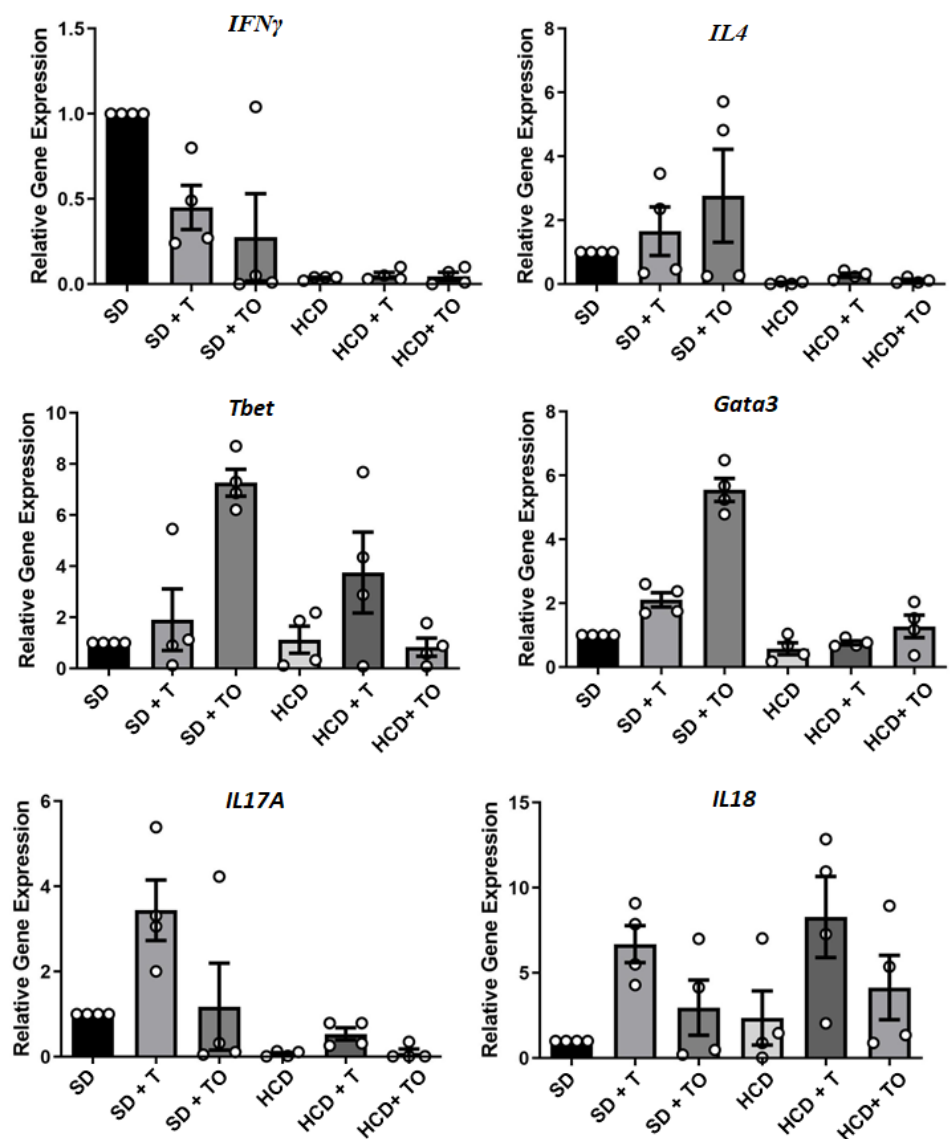 IFNγ
Relative Gene Expression
1.5
1.0
0.5
0.0
SD
SD + T
SD + TO
HCD
HCD + T
HCD+ TO
IL4
Relative Gene Expression
8
6
4
2
0
SD
SD + T
SD + TO
HCD
HCD + T
HCD+ TO
Tbet
Relative Gene Expression
10
8
6
4
2
0
SD
SD + T
SD + TO
HCD
HCD + T
HCD+ TO
Gata3
Relative Gene Expression
8
6
4
2
0
SD
SD + T
SD + TO
HCD
HCD + T
HCD+ TO
IL17A
Relative Gene Expression
6
4
2
0
SD
SD + T
SD + TO
HCD
HCD + T
HCD+ TO
IL18
Relative Gene Expression
15
10
5
0
SD
SD + T
SD + TO
HCD
HCD + T
HCD+ TO